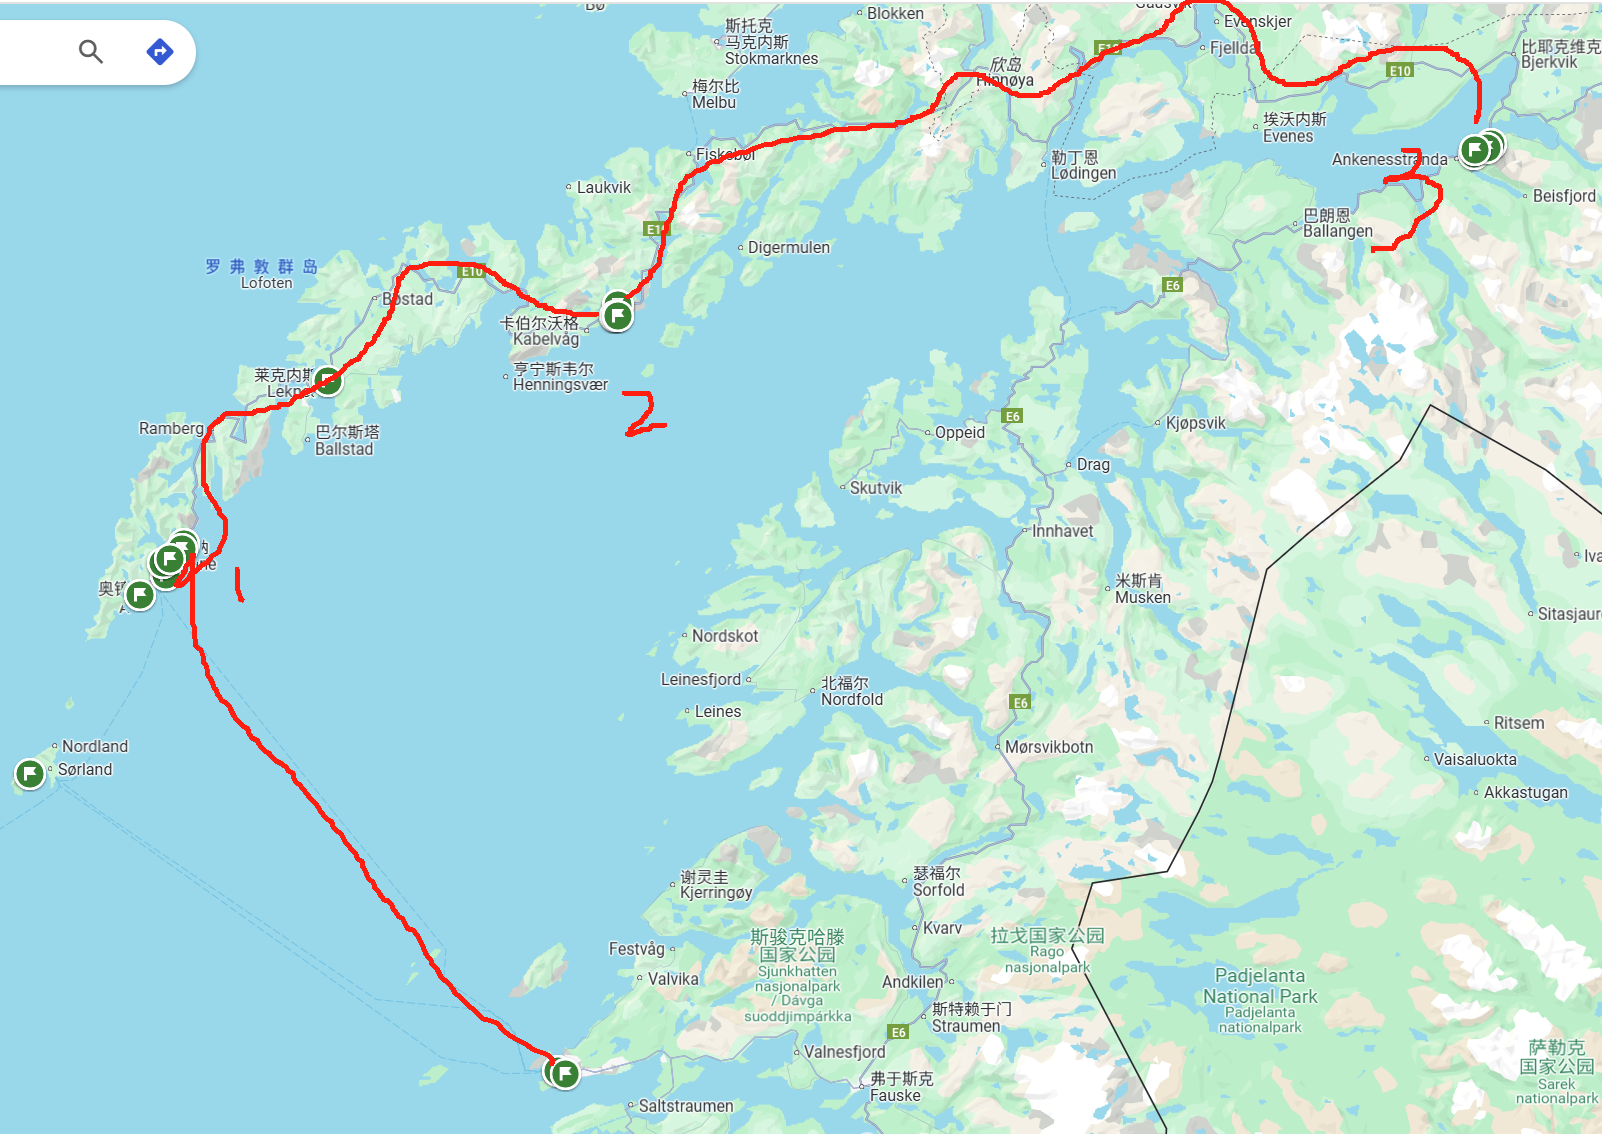 Bø
斯托克
马克内斯
Stokmarknes
Blokken
Evenskjer
Fjelldal
E10
欣岛
Hinnøya
梅尔比
Melbu
E10
比耶克维克
Bjerkvik
埃沃内斯
Evenes
Fiskebøl
Laukvik
勒丁恩
Lødingen
Ankenesstranda
3
Beisfjord
巴朗恩
Ballangen
E10
Digermulen
罗弗敦群岛
Lofoten
E10
Bøstad
E6
卡伯尔沃格
Kabelvåg
亨宁斯韦尔
Henningsvær
2
莱克内斯
Ramberg
巴尔斯塔
Ballstad
E6
Oppeid
Kjøpsvik
Drag
Skutvik
Innhavet
1
米斯肯
Musken
Sitasjaure
Nordskot
Leinesfjord
北福尔
Nordfold
Leines
E6
Ritsem
Nordland
Sørland
Mørsvikbotn
Vaisaluokta
Akkastugan
谢灵圭
Kjerringøy
瑟福尔
Sorfold
Kvarv
斯骏克哈滕
国家公园
Sjunkhatten
nasjonalpark
/ Dávga
suoddjimpárkka
拉戈国家公园
Rago
nasjonalpark
Festvåg
Valvika
Andkilen
Padjelanta
National Park
Padjelanta
nationalpark
斯特赖于门
Straumen
E6
Valnesfjord
弗于斯克
Fauske
Saltstraumen
萨勒克
国家公园
Sarek
nationalpark